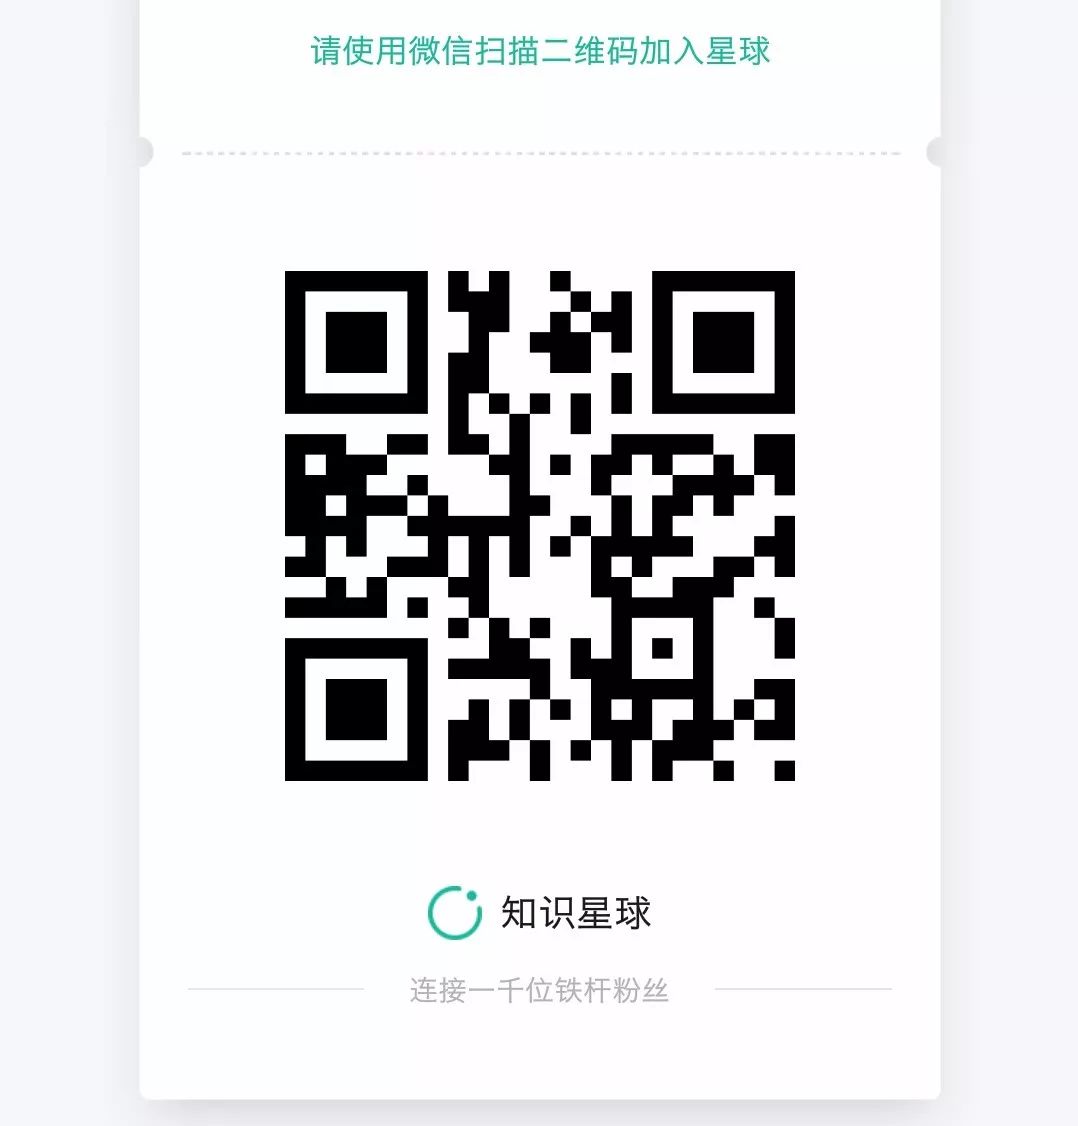 请使用微信扫描二维码加入星球
知识星球
连接一千位铁杆粉丝